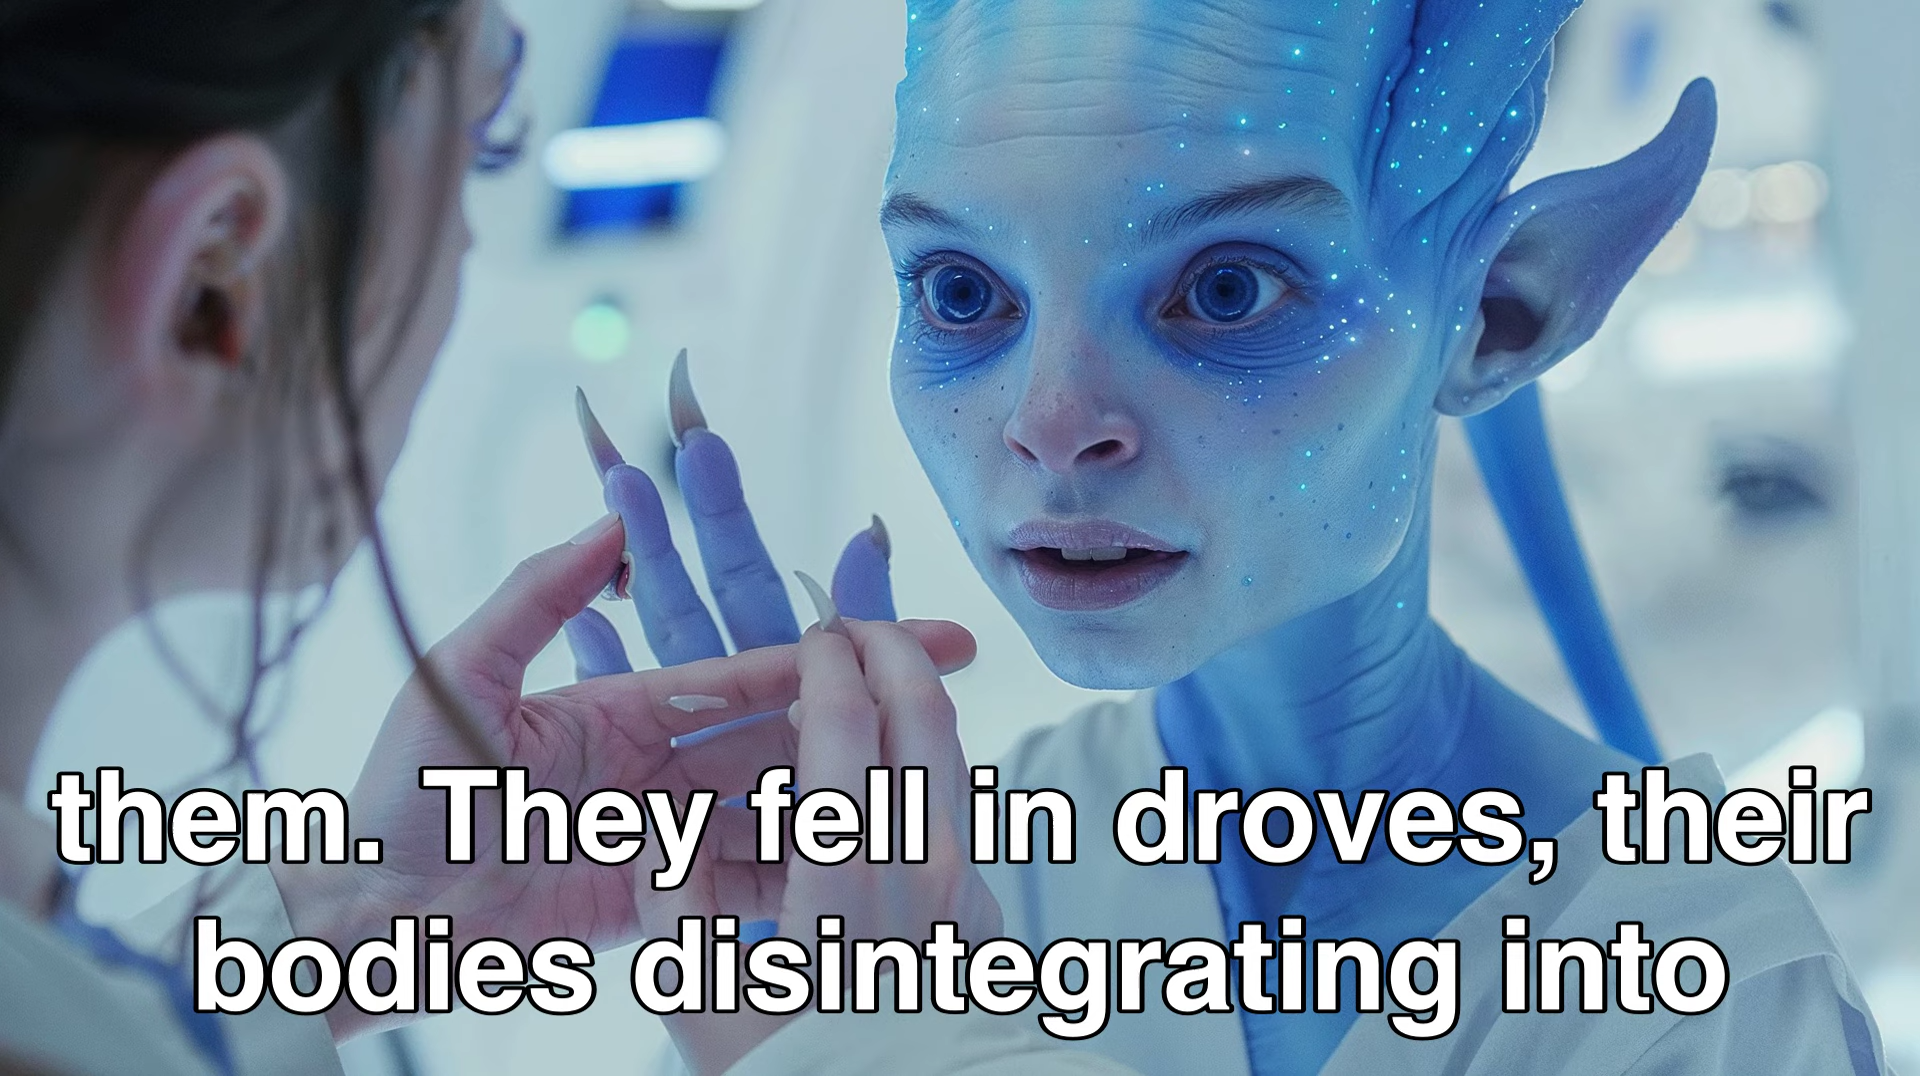 them. They fell in droves, their
bodies disintegrating into